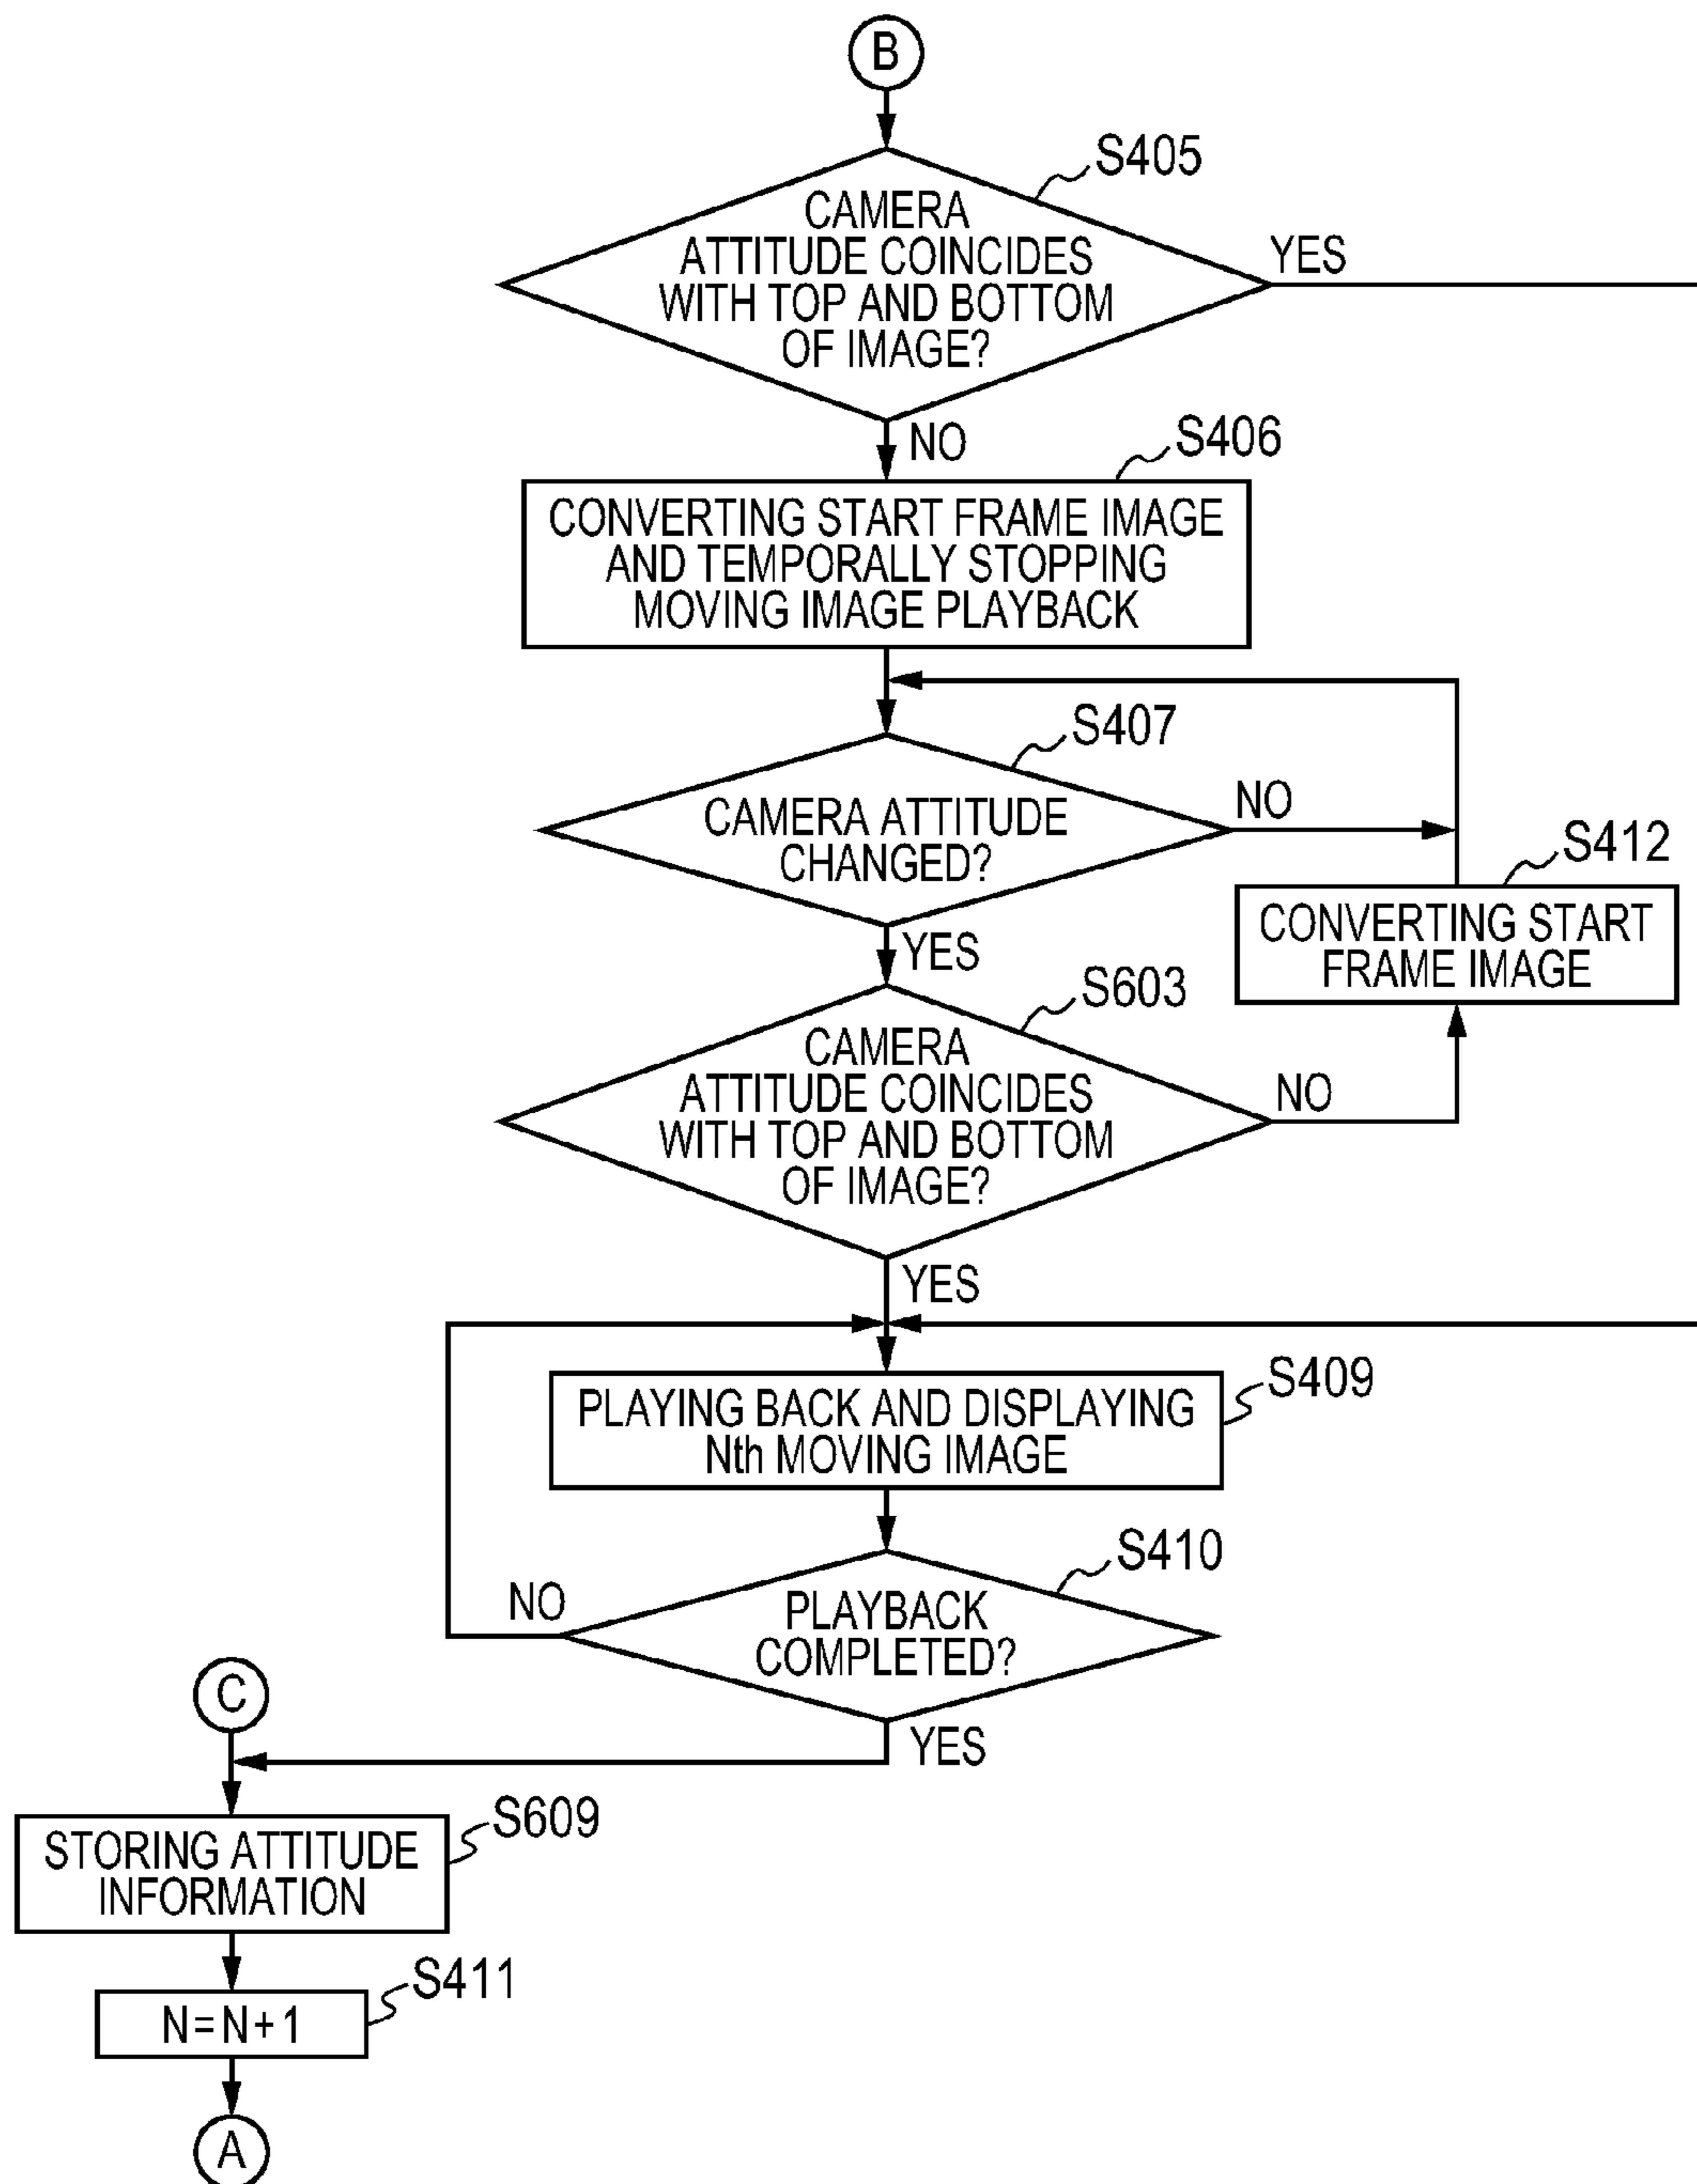 B
S405
CAMERA
ATTITUDE COINCIDES
WITH TOP AND BOTTOM
OF IMAGE?
YES
NO
S406
CONVERTING START FRAME IMAGE
AND TEMPORALLY STOPPING
MOVING IMAGE PLAYBACK
S407
CAMERA ATTITUDE
CHANGED?
NO
S412
CONVERTING START
FRAME IMAGE
YES
S603
CAMERA
ATTITUDE COINCIDES
WITH TOP AND BOTTOM
OF IMAGE?
NO
YES
S409
PLAYING BACK AND DISPLAYING
Nth MOVING IMAGE
S410
PLAYBACK
COMPLETED?
NO
YES
C
S609
STORING ATTITUDE
INFORMATION
S411
N=N+1
A